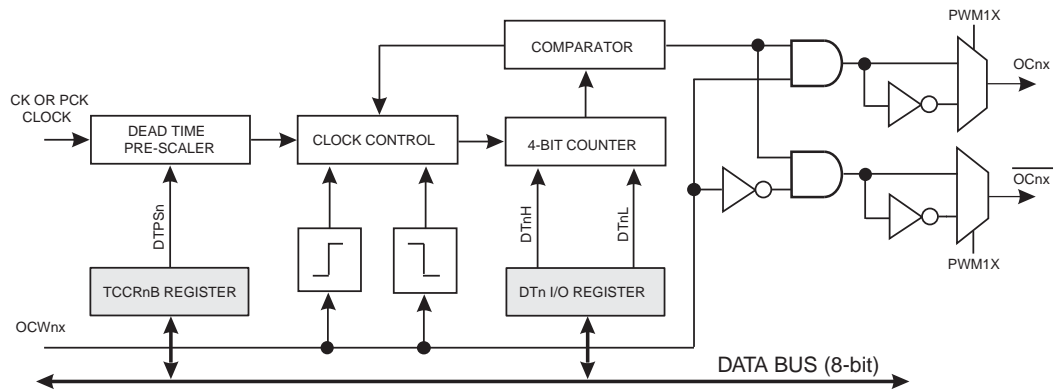 PWM1X
COMPARATOR
OCnx
CK OR PCK
CLOCK
DEAD TIME
PRE-SCALER
CLOCK CONTROL
4-BIT COUNTER
OCnx
DTPSn
DTnH
DTnL
PWM1X
TCCRnB REGISTER
DTn I/O REGISTER
OCWnx
DATA BUS (8-bit)